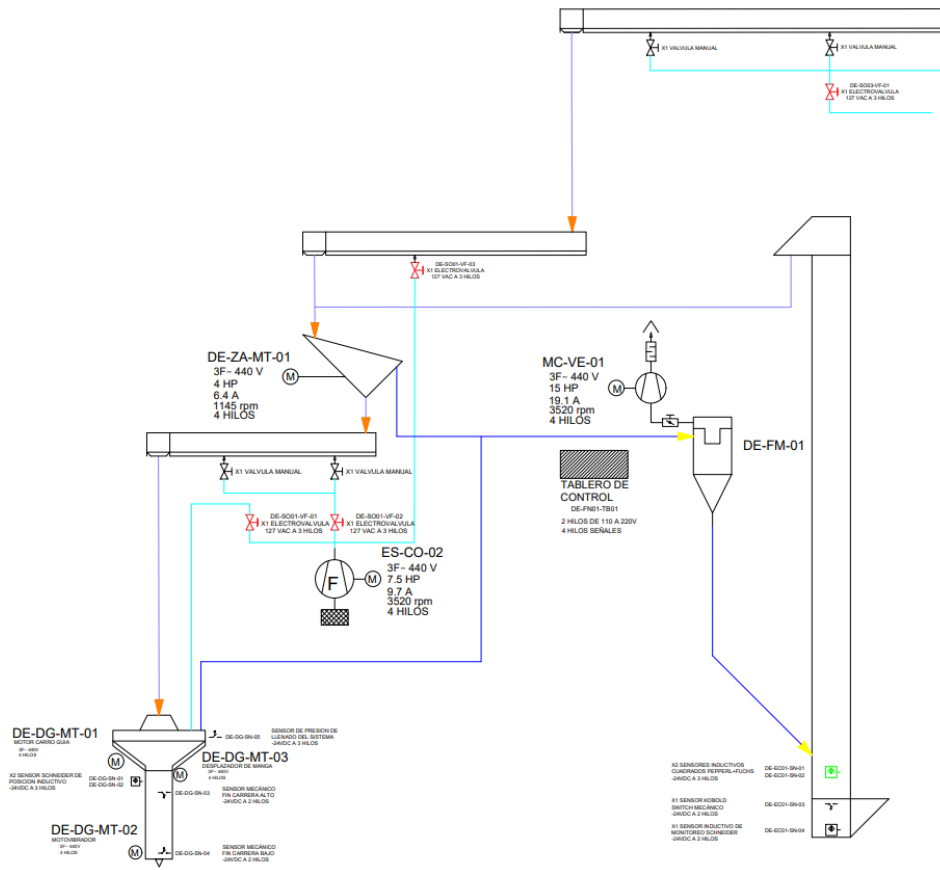 X1 VALVULA MANUAL
X1 VALVULA MANUAL
DE-SO03-VF-01
X1 ELECTROVALVULA
127 VAC A 3 HILOS
DE-SO01-VF-03
X1 ELECTROVALVULA
127 VAC A 3 HILOS
DE-ZA-MT-01
3F~ 440 V
4 HP
6.4 A
1145 rpm
4 HILOS
M
MC-VE-01
3F~ 440 V
15 HP
19.1 A
3520 rpm
4 HILOS
M
DE-FM-01
TABLERO DE
CONTROL
DE-FN01-TB01
2 HILOS DE 110 A 220V
4 HILOS SEÑALES
X1 VALVULA MANUAL
X1 VALVULA MANUAL
DE-SO01-VF-01
X1 ELECTROVALVULA
127 VAC A 3 HILOS
DE-SO01-VF-02
X1 ELECTROVALVULA
127 VAC A 3 HILOS
ES-CO-02
3F~ 440 V
7.5 HP
9.7 A
3520 rpm
4 HILOS
F
M
DE-DG-MT-01
MOTOR CARRO GUIA
3F~ 440V
4 HILOS
M
DE-DG-SN-05
SENSOR DE PRESION DE
LLENADO DEL SISTEMA
-24VDC A 3 HILOS
DE-DG-MT-03
DESPLAZADOR DE MANGA
3F~ 440V
4 HILOS
M
X2 SENSOR SCHNEIDER DE
POSICION INDUCTIVO
-24VDC A 3 HILOS
DE-DG-SN-01
DE-DG-SN-02
DE-DG-SN-03
SENSOR MECÁNICO
FIN CARRERA ALTO
-24VDC A 2 HILOS
DE-DG-MT-02
MOTOVIBRADOR
3F~ 440V
4 HILOS
M
DE-DG-SN-04
SENSOR MECÁNICO
FIN CARRERA BAJO
-24VDC A 2 HILOS
X2 SENSORES INDUCTIVOS
CUADRADOS PEPPERL+FUCHS
-24VDC A 3 HILOS
DE-EC01-SN-01
DE-EC01-SN-02
X1 SENSOR KOBOLD
SWITCH MECÁNICO
-24VDC A 2 HILOS
DE-EC01-SN-03
X1 SENSOR INDUCTIVO DE
MONITOREO SCHNEIDER
-24VDC A 2 HILOS
DE-EC01-SN-04